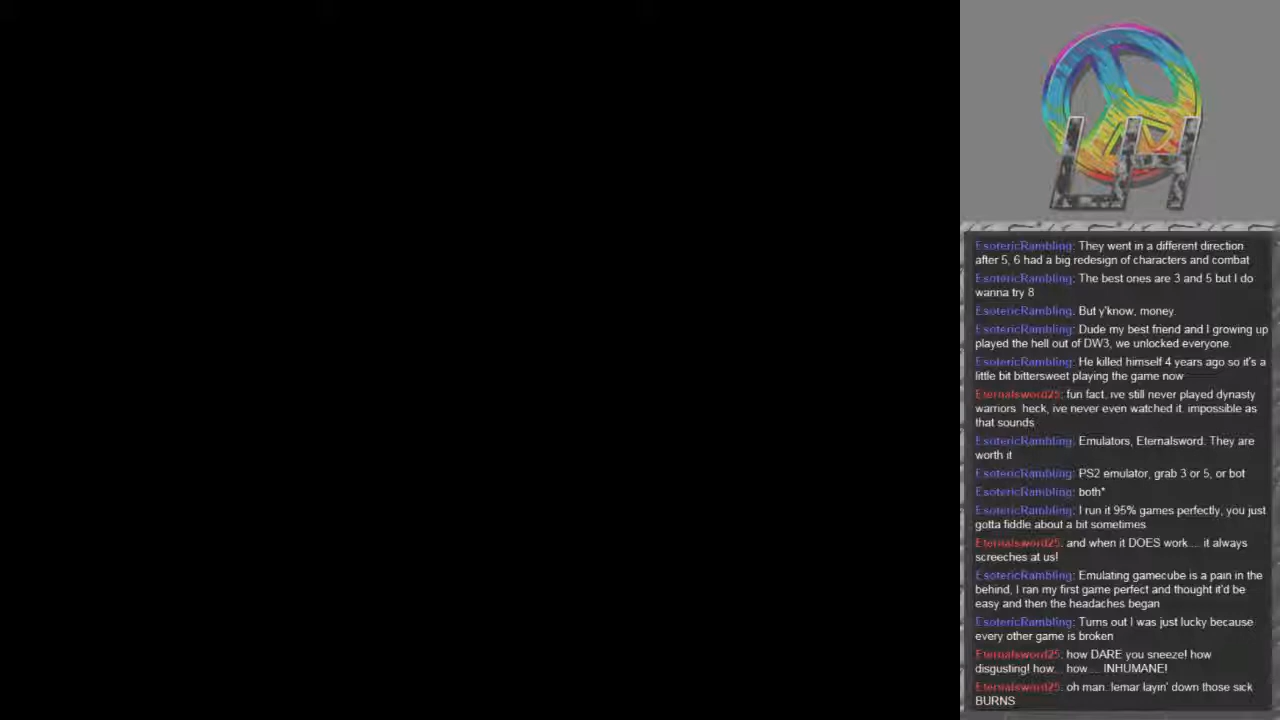 LH
EsotericRambling: They went in a different direction
after 5, 6 had a big redesign of characters and combat
EsotericRambling: The best ones are 3 and 5 but I do
wanna try 8
EsotericRambling: But y'know, money.
EsotericRambling: Dude my best friend and I growing up
played the hell out of DW3, we unlocked everyone.
EsotericRambling: He killed himself 4 years ago so it's a
little bit bittersweet playing the game now
Eternalsword25: fun fact. ive still never played dynasty
warriors. heck, ive never even watched it. impossible as
that sounds
EsotericRambling: Emulators, Eternalsword. They are
worth it
EsotericRambling: PS2 emulator, grab 3 or 5, or bot
EsotericRambling: both*
EsotericRambling: I run it 95% games perfectly, you just
gotta fiddle about a bit sometimes
Eternalsword25: and when it DOES work.... it always
screeches at us!
EsotericRambling: Emulating gamecube is a pain in the
behind, I ran my first game perfect and thought it'd be
easy and then the headaches began
EsotericRambling: Turns out I was just lucky because
every other game is broken
Eternalsword25: how DARE you sneeze! how
disgusting! how... how.... INHUMANE!
Eternalsword25: oh man. lemar layin' down those sick
BURNS